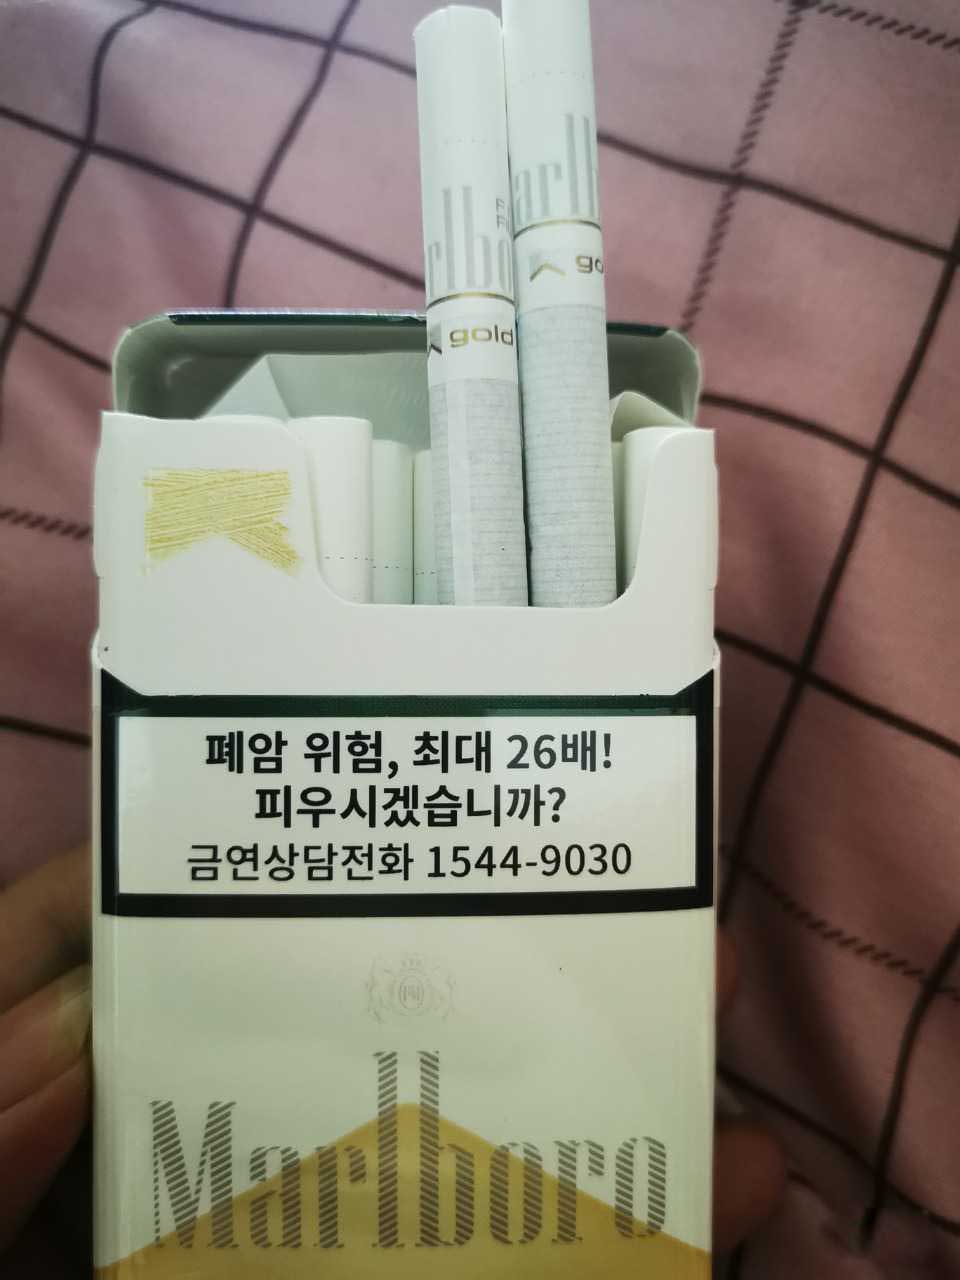 gold
폐암 위험, 최대 26배!
피우시겠습니까?
금연상담전화 1544-9030
Marlboro